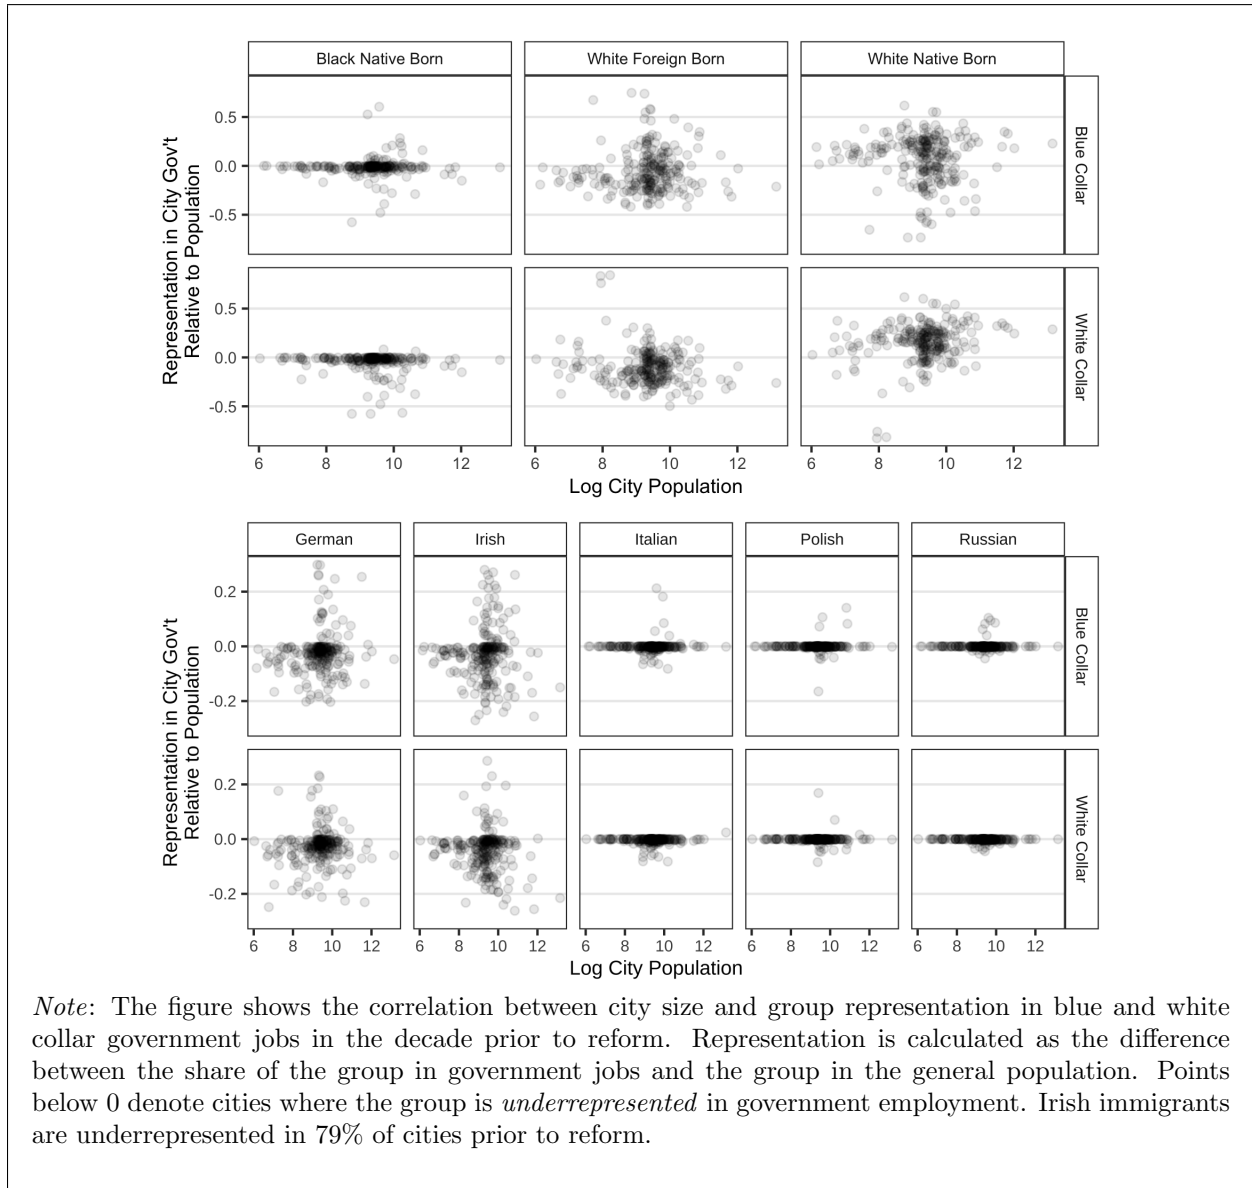 Black Native Born White Foreign Born White Native Born
0.5
0.0
-0.5
Blue Collar
0.5
0.0
-0.5
White Collar
Representation in City Gov't
Relative to Population
6 8 10 12 6 8 10 12 6 8 10 12
Log City Population
German Irish Italian Polish Russian
0.2
0.0
-0.2
Blue Collar
0.2
0.0
-0.2
White Collar
Representation in City Gov't
Relative to Population
6 8 10 12 6 8 10 12 6 8 10 12 6 8 10 12 6 8 10 12
Log City Population
Note: The figure shows the correlation between city size and group representation in blue and white
collar government jobs in the decade prior to reform. Representation is calculated as the difference
between the share of the group in government jobs and the group in the general population. Points
below 0 denote cities where the group is underrepresented in government employment. Irish immigrants
are underrepresented in 79% of cities prior to reform.